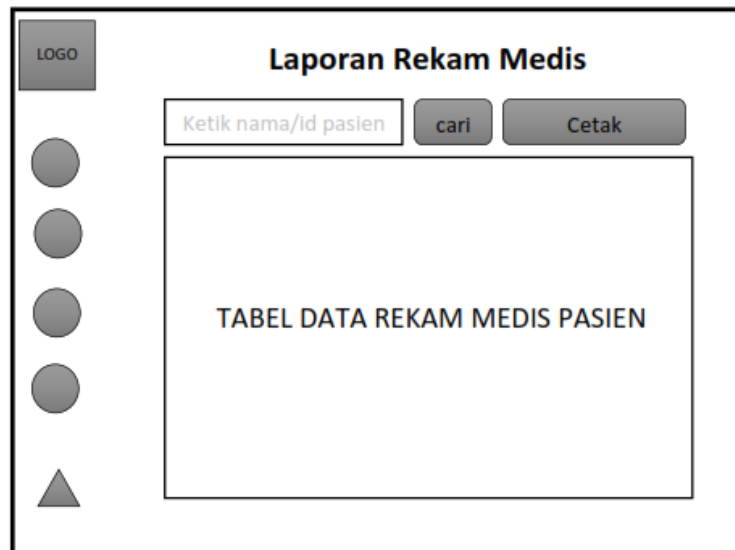 LOGO
Laporan Rekam Medis
Ketik nama/id pasien
cari
Cetak
TABEL DATA REKAM MEDIS PASIEN